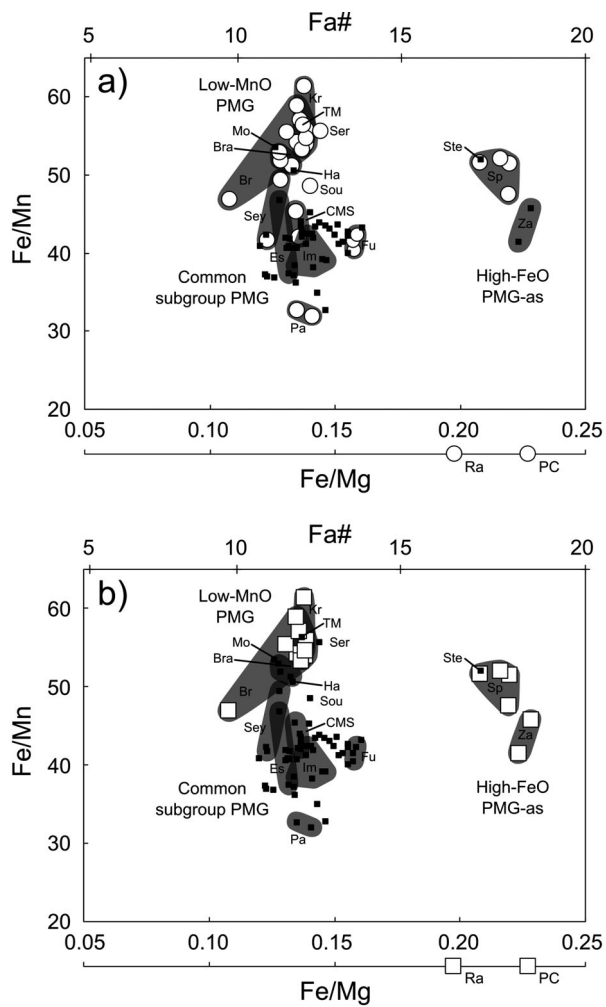 Fa#
5 10 15 20
a)
Low-MnO
PMG
Kr
TM
Mo
Ser
Bra
Ste
Ha
Sp
Br
Sou
Sey
CMS
Za
Es
Im
Fu
Common
subgroup PMG
High-FeO
PMG-as
Pa
Fe/Mn
60
50
40
30
20
0.05 0.10 0.15 0.20 0.25
Fe/Mg
Ra
PC
Fa#
5 10 15 20
b)
Low-MnO
PMG
Kr
TM
Mo
Ser
Bra
Ste
Ha
Sp
Br
Sou
Sey
CMS
Za
Es
Im
Fu
Common
subgroup PMG
High-FeO
PMG-as
Pa
Fe/Mn
60
50
40
30
20
0.05 0.10 0.15 0.20 0.25
Fe/Mg
Ra
PC